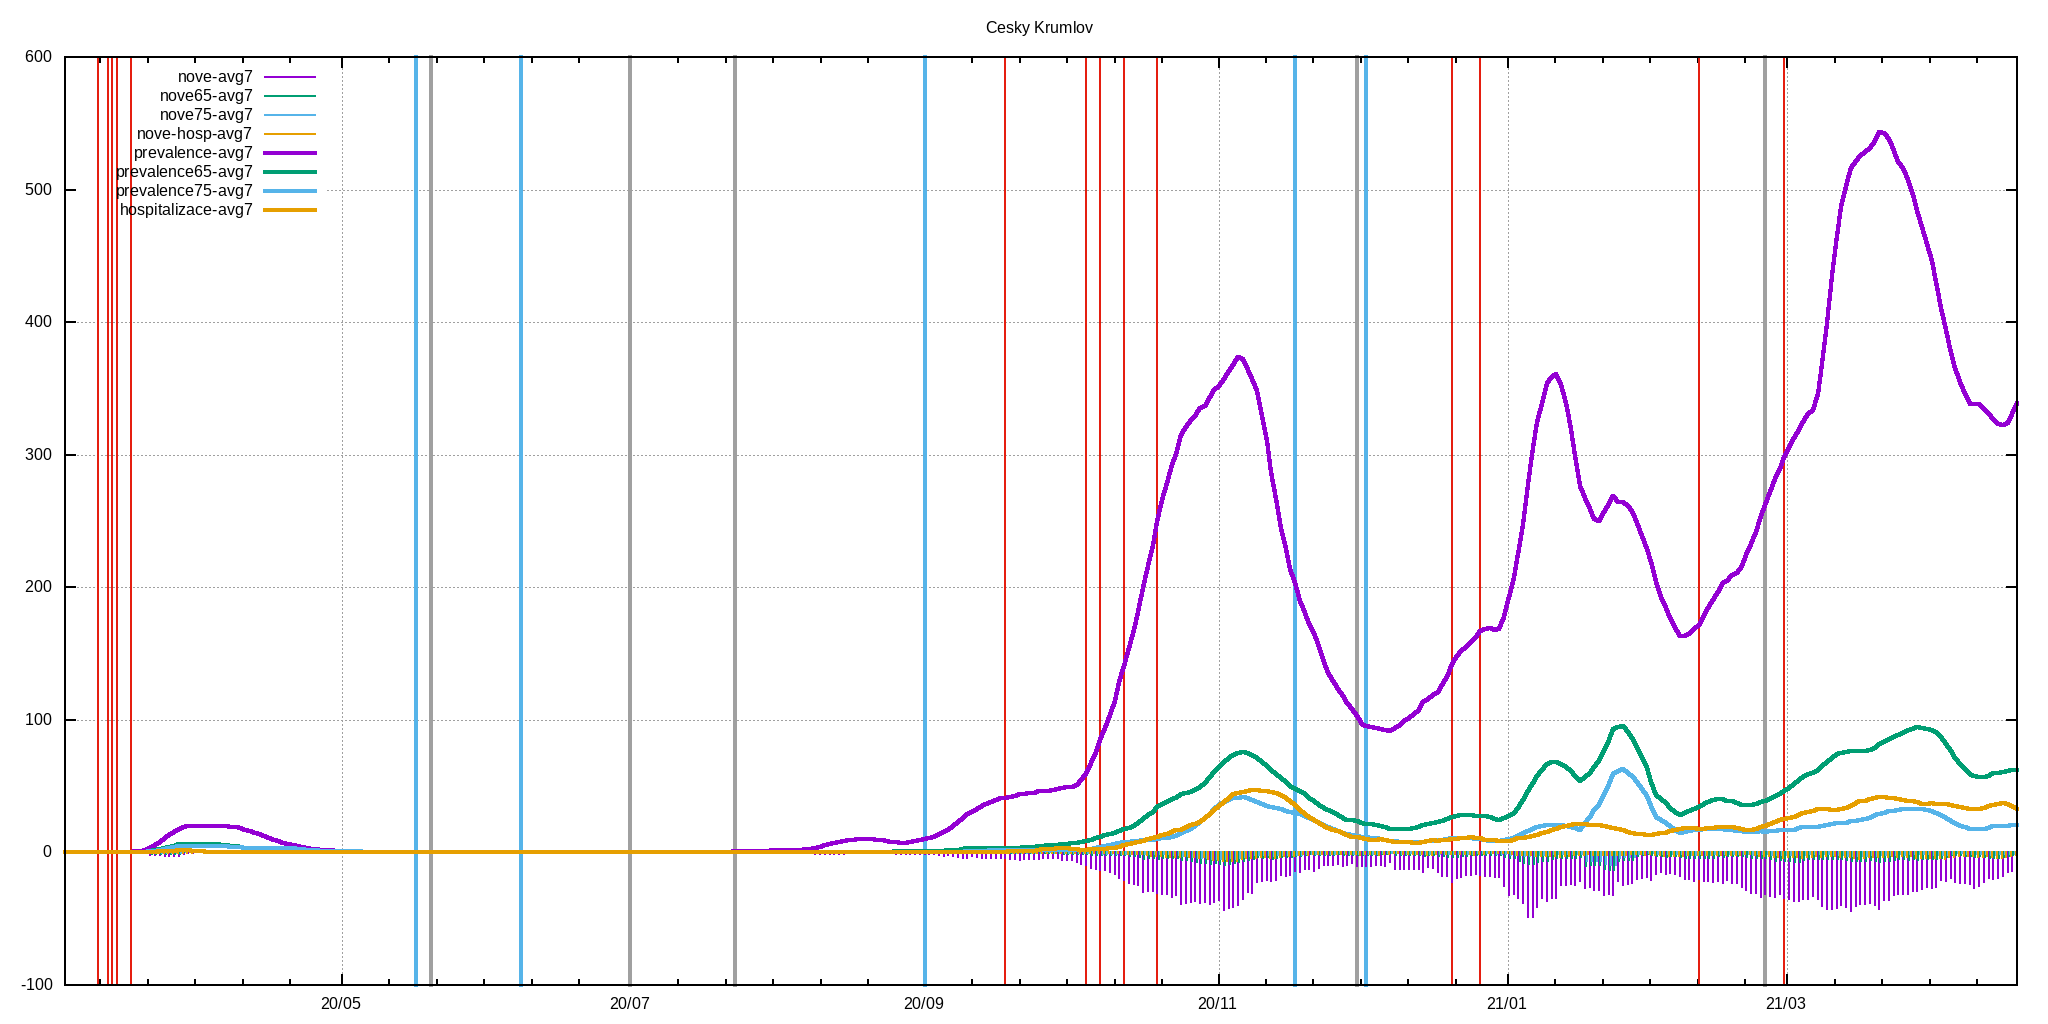 Cesky Krumlov
600
500
400
300
200
100
0
-100
nove-avg7
nove65-avg7
nove75-avg7
nove-hosp-avg7
prevalence-avg7
prevalence65-avg7
prevalence75-avg7
hospitalizace-avg7
20/05
20/07
20/09
20/11
21/01
21/03